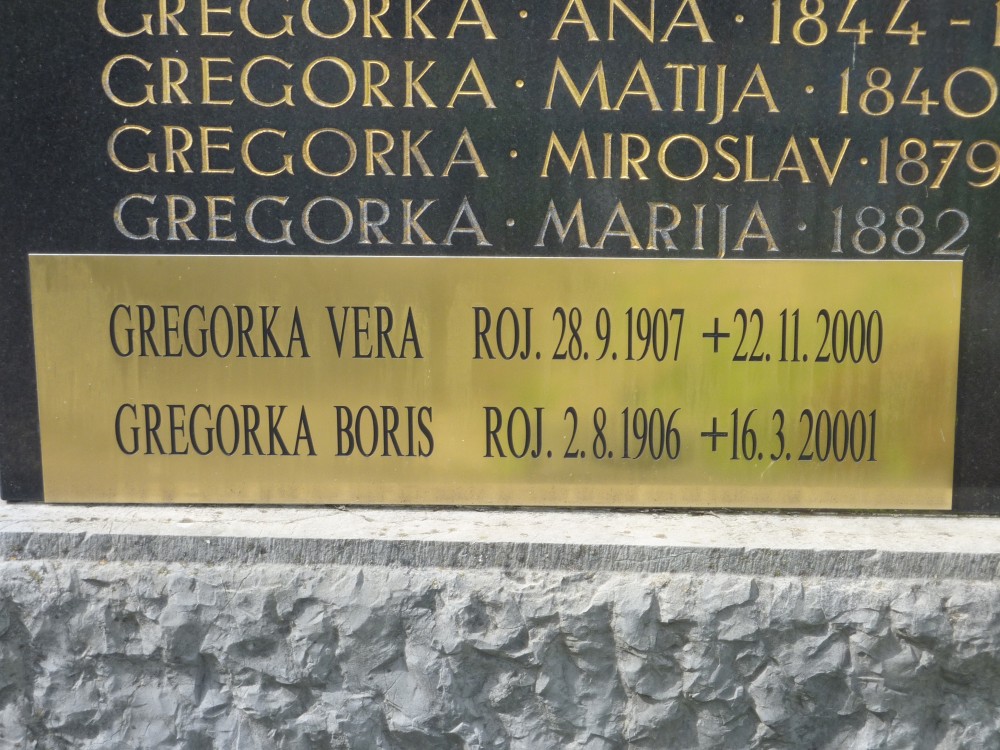 GREGORKA · ANA · 1844 -
GREGORKA · MATIJA · 1840
GREGORKA · MIROSLAV · 1879
GREGORKA · MARIJA · 1882
GREGORKA VERA ROJ. 28. 9. 1907 +22. 11. 2000
GREGORKA BORIS ROJ. 2. 8. 1906 +16. 3. 20001